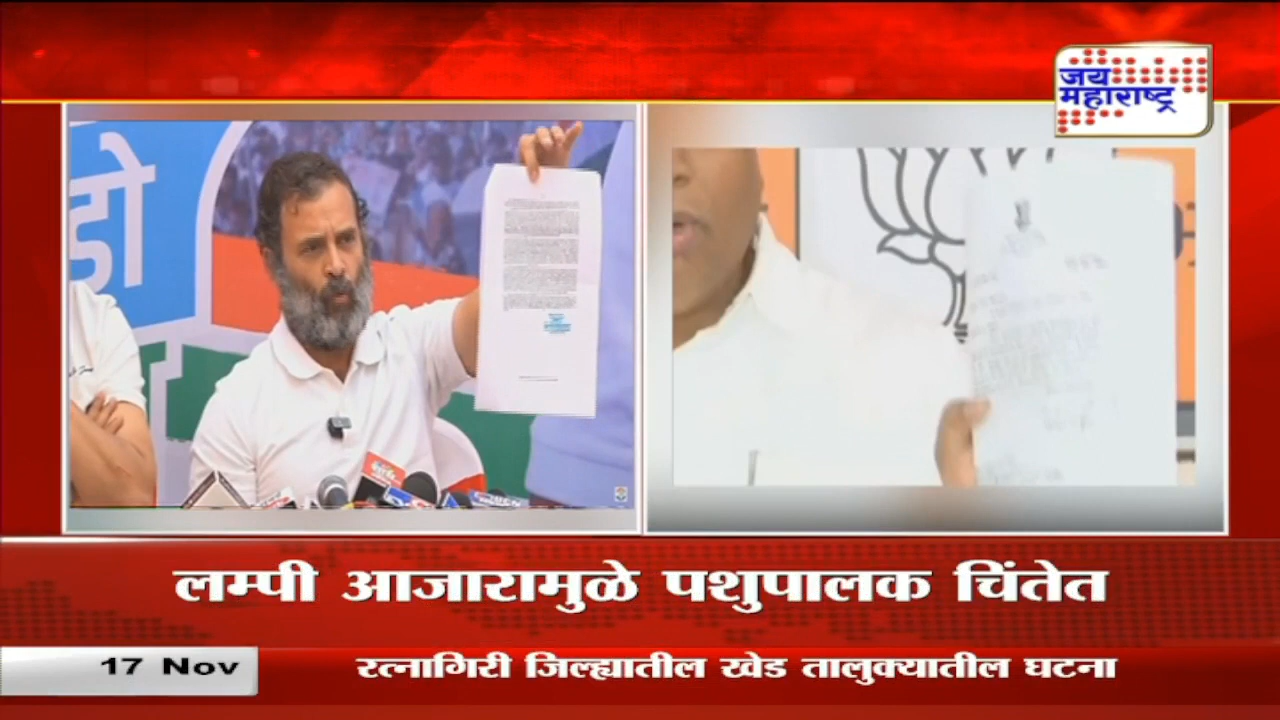 जय
महाराष्ट्र
डो
लम्पी आजारामुळे पशुपालक चिंतेत
17 Nov
रत्नागिरी जिल्ह्यातील खेड तालुक्यातील घटना